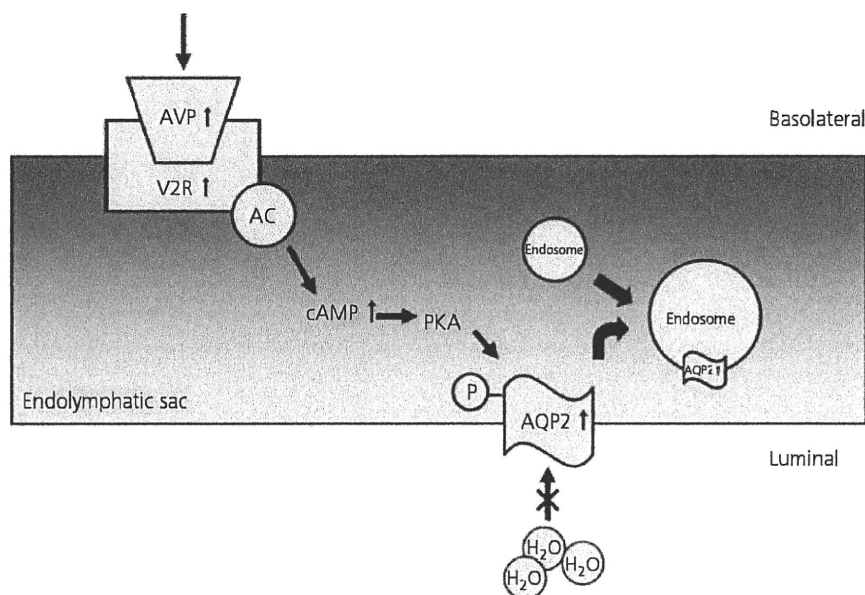 AVP ↑
Basolateral
V2R ↑
AC
Endosome
cAMP ↑
PKA
Endosome
P
AQP2 ↑
Endolymphatic sac
AQP2 ↑
Luminal
H₂O
H₂O
H₂O